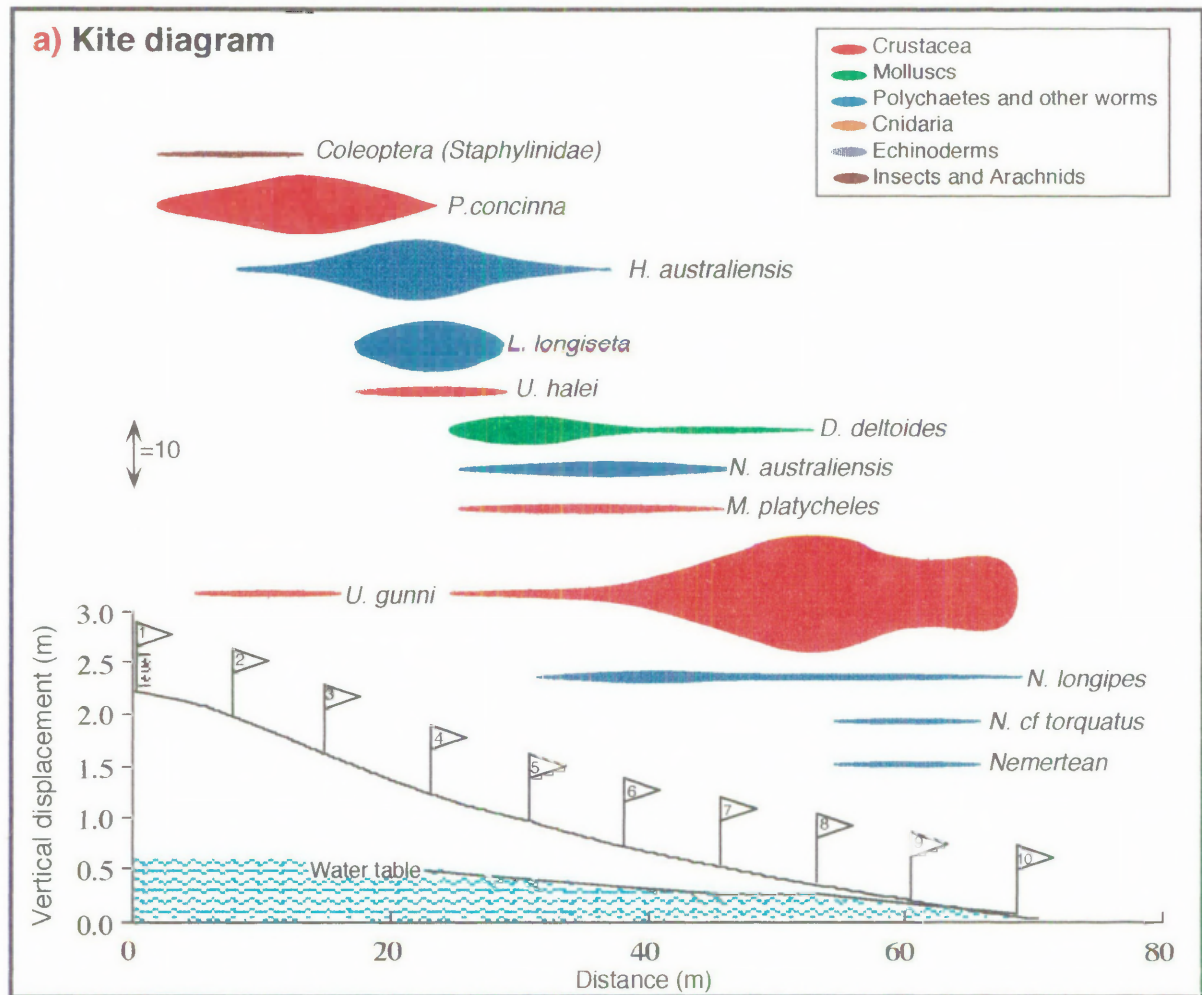 a) Kite diagram
Crustacea
Molluscs
Polychaetes and other worms
Cnidaria
Echinoderms
Insects and Arachnids
Coleoptera (Staphylinidae)
P.concinna
H. australiensis
L. longiseta
U. halei
=10
D. deltoides
N. australiensis
M. platycheles
U. gunni
N. longipes
N. cf torquatus
Nemertean
Vertical displacement (m)
3.0
2.5
2.0
1.5
1.0
0.5
0.0
1
level
2
3
4
5
6
7
8
9
10
Water table
0
20
40
60
80
Distance (m)